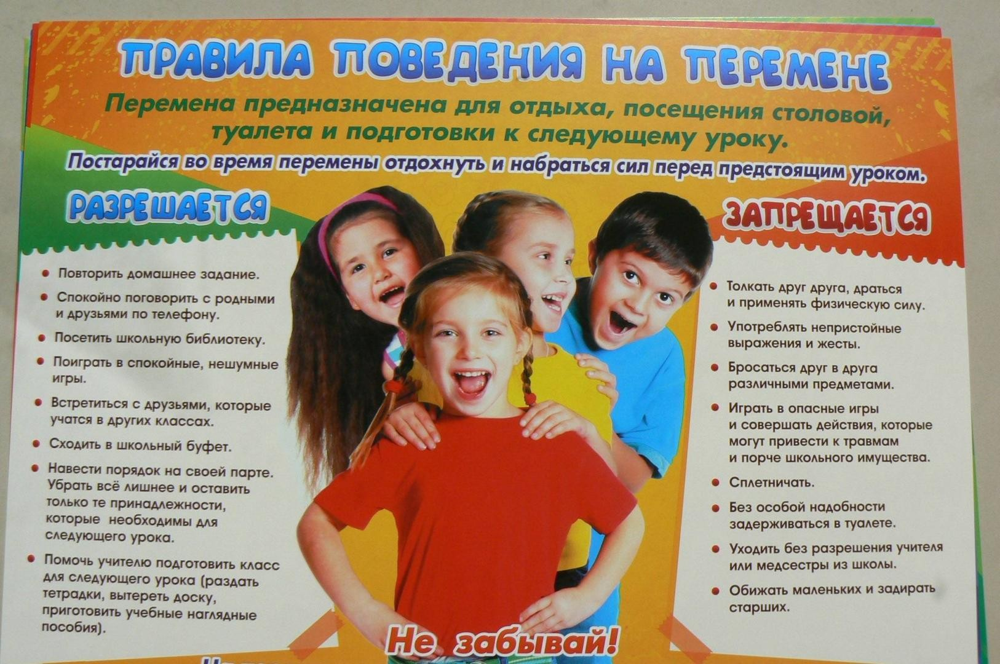 ПРАВИЛА ПОВЕДЕНИЯ НА ПЕРЕМЕНЕ
Перемена предназначена для отдыха, посещения столовой,
туалета и подготовки к следующему уроку.
Постарайся во время перемены отдохнуть и набраться сил перед предстоящим уроком.
РАЗРЕШАЕТСЯ
• Повторить домашнее задание.
• Спокойно поговорить с родными
и друзьями по телефону.
• Посетить школьную библиотеку.
• Поиграть в спокойные, нешумные
игры.
• Встретиться с друзьями, которые
учатся в других классах.
• Сходить в школьный буфет.
• Навести порядок на своей парте.
Убрать всё лишнее и оставить
только те принадлежности,
которые необходимы для
следующего урока.
• Помочь учителю подготовить класс
для следующего урока (раздать
тетрадки, вытереть доску,
приготовить учебные наглядные
пособия).
ЗАПРЕЩАЕТСЯ
• Толкать друг друга, драться
и применять физическую силу.
• Употреблять непристойные
выражения и жесты.
• Бросаться друг в друга
различными предметами.
• Играть в опасные игры
и совершать действия, которые
могут привести к травмам
и порче школьного имущества.
• Сплетничать.
• Без особой надобности
задерживаться в туалете.
• Уходить без разрешения учителя
или медсестры из школы.
• Обижать маленьких и задирать
старших.
Не забывай!